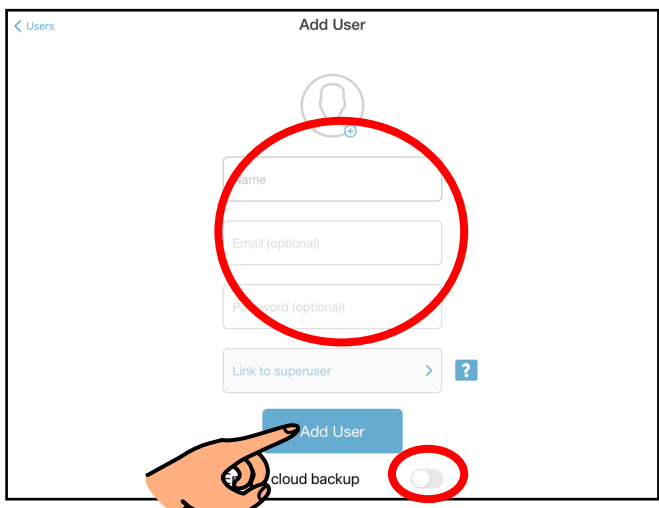 Users
Add User
Name
Email (optional)
Password (optional)
Link to superuser
?
Add User
cloud backup